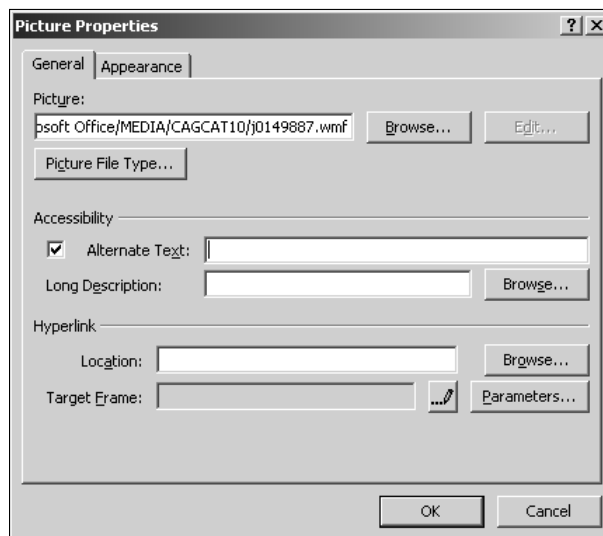 Picture Properties
General Appearance
Picture:
osoft Office/MEDIA/CAGCAT10/j0149887.wmf Browse... Edit...
Picture File Type...
Accessibility
Alternate Text:
Long Description: Browse...
Hyperlink
Location: Browse...
Target Frame: Parameters...
OK Cancel